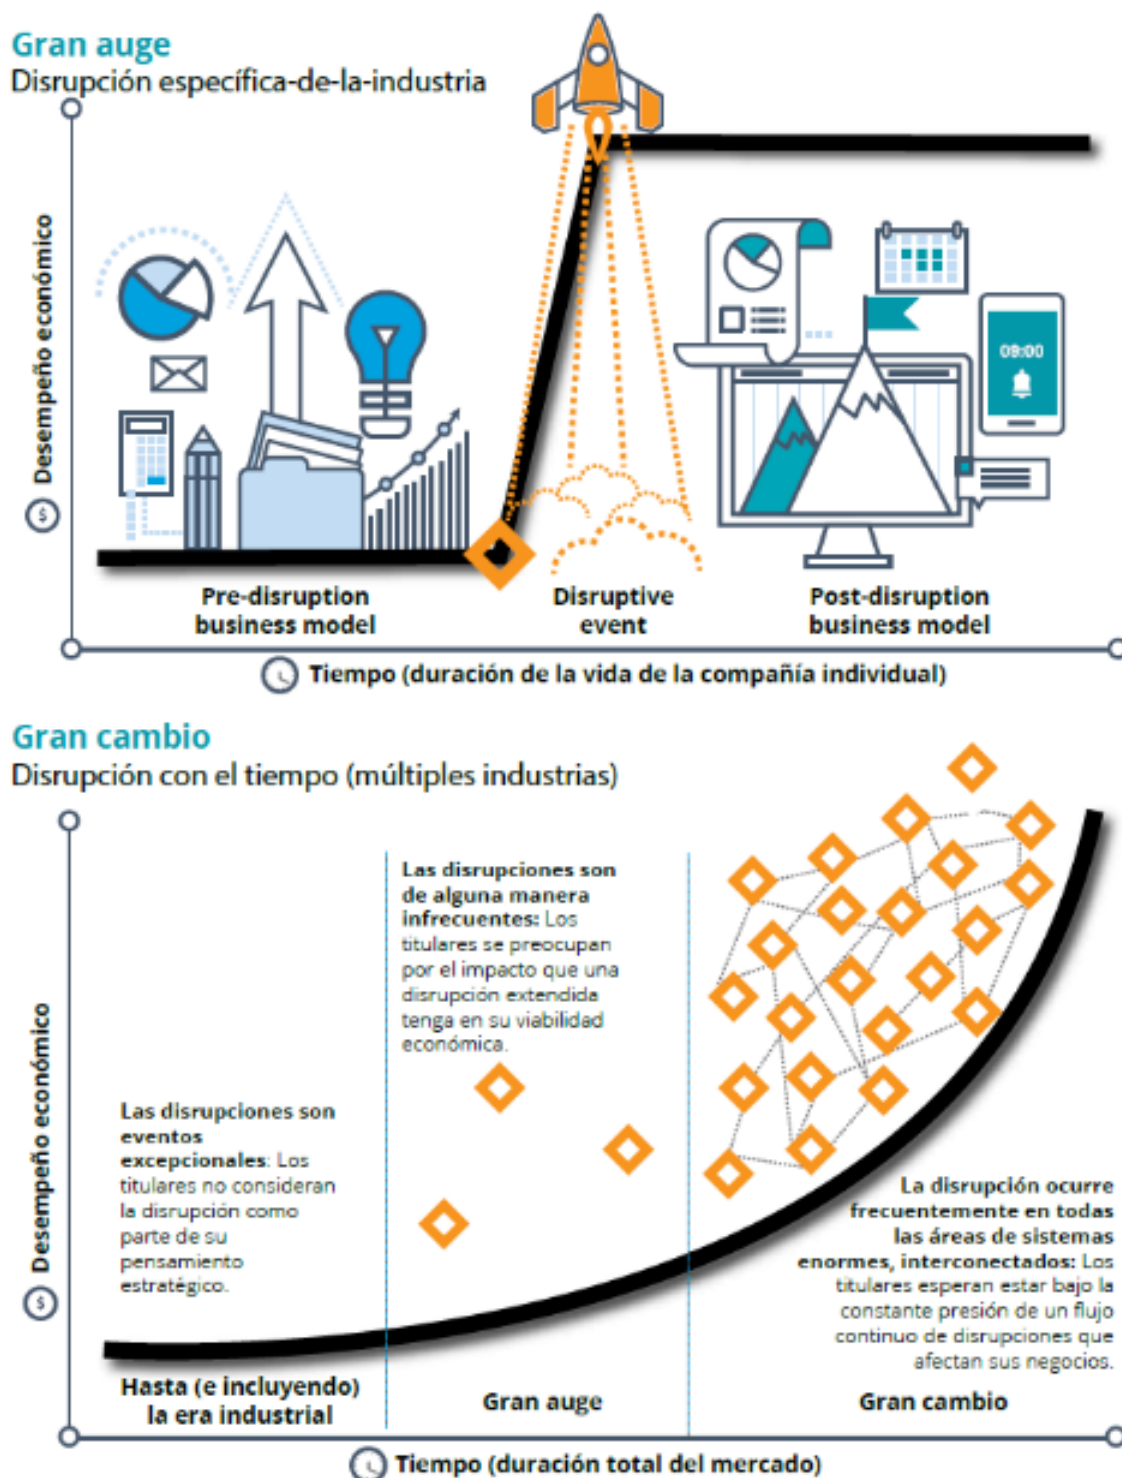 Gran auge
Disrupción específica-de-la-industria
Desempeño económico
$
09:00
Pre-disruption
business model
Disruptive
event
Post-disruption
business model
Tiempo (duración de la vida de la compañía individual)
Gran cambio
Disrupción con el tiempo (múltiples industrias)
Desempeño económico
$
Las disrupciones son
eventos
excepcionales: Los
titulares no consideran
la disrupción como
parte de su
pensamiento
estratégico.
Las disrupciones son
de alguna manera
infrecuentes: Los
titulares se preocupan
por el impacto que una
disrupción extendida
tenga en su viabilidad
económica.
La disrupción ocurre
frecuentemente en todas
las áreas de sistemas
enormes, interconectados: Los
titulares esperan estar bajo la
constante presión de un flujo
continuo de disrupciones que
afectan sus negocios.
Hasta (e incluyendo)
la era industrial
Gran auge
Gran cambio
Tiempo (duración total del mercado)